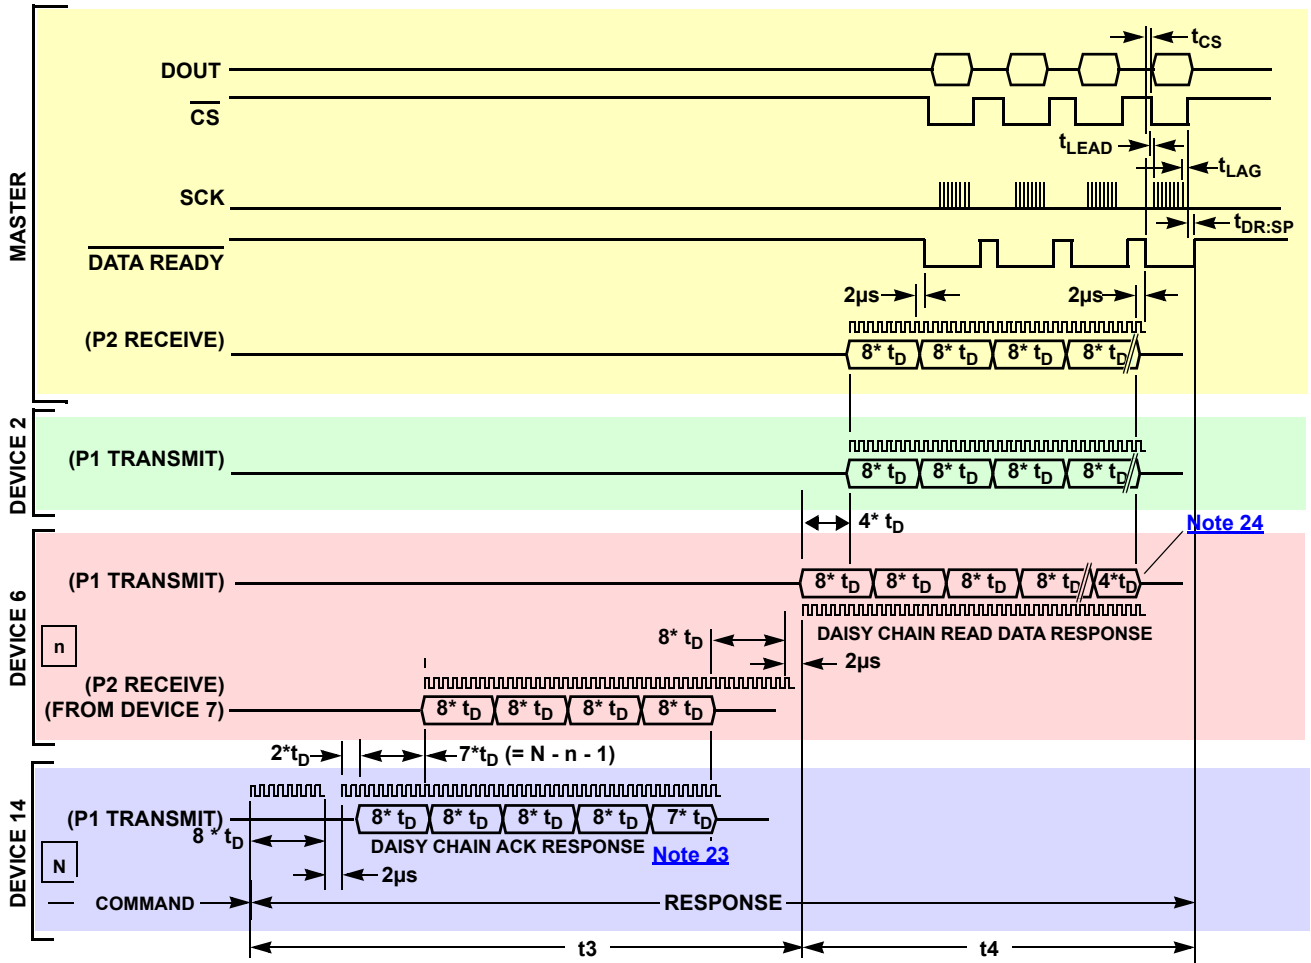 MASTER
tCS
DOUT
CS
tLEAD
tLAG
SCK
tDR:SP
DATA READY
2µs
2µs
(P2 RECEIVE)
8* tD 8* tD 8* tD 8* tD
DEVICE 2
(P1 TRANSMIT)
8* tD 8* tD 8* tD 8* tD
4* tD
Note 24
DEVICE 6
(P1 TRANSMIT)
8* tD 8* tD 8* tD 8* tD 4*tD
DAISY CHAIN READ DATA RESPONSE
n
8* tD
2µs
(P2 RECEIVE)
(FROM DEVICE 7)
8* tD 8* tD 8* tD 8* tD
2*tD
7*tD (= N - n - 1)
DEVICE 14
(P1 TRANSMIT)
8* tD 8* tD 8* tD 8* tD 7* tD
8 * tD
DAISY CHAIN ACK RESPONSE
Note 23
N
2µs
COMMAND
RESPONSE
t3
t4